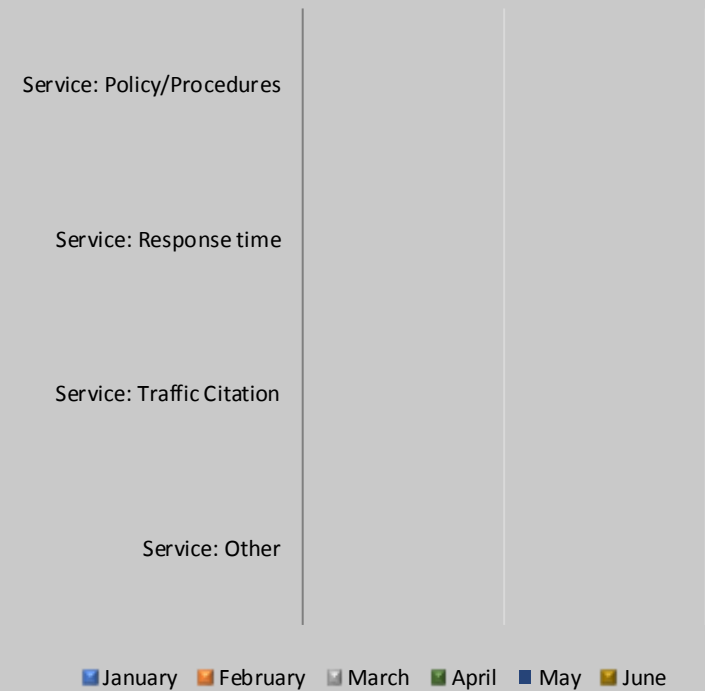 Service: Policy/Procedures
Service: Response time
Service: Traffic Citation
Service: Other
January February March April May June